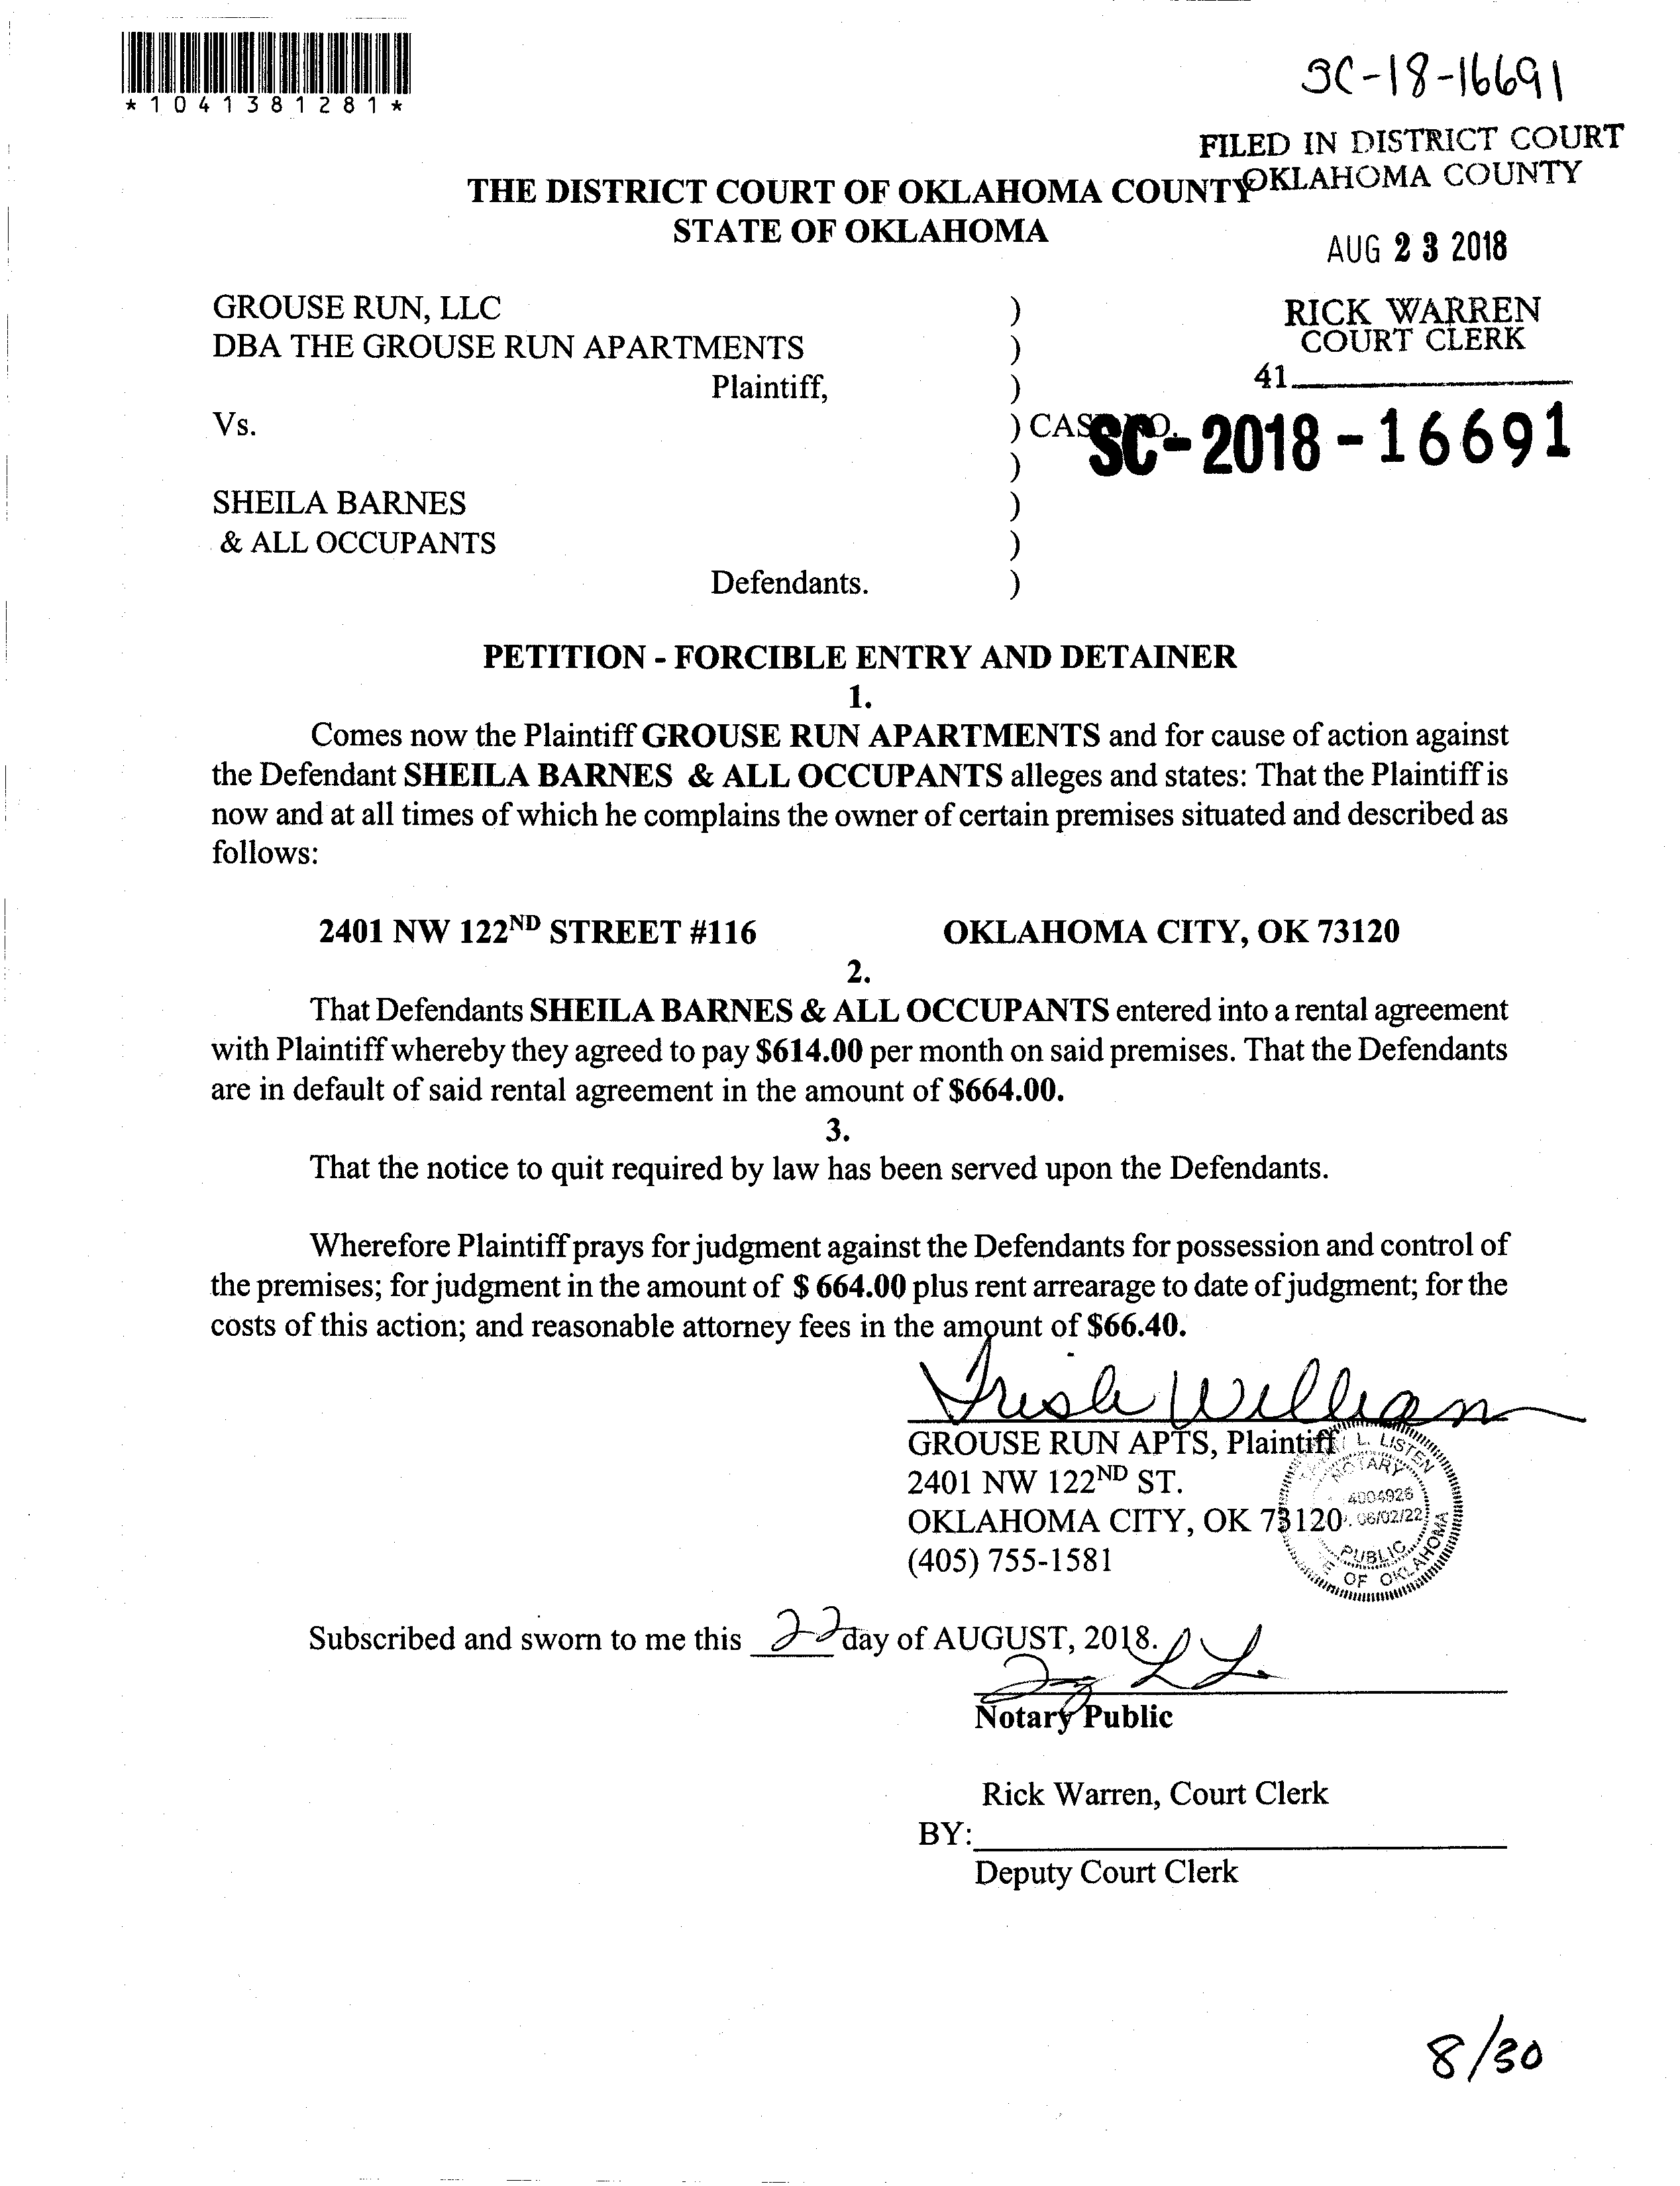 *1041381281*
SC-18-16691
FILED IN DISTRICT COURT
OKLAHOMA COUNTY
THE DISTRICT COURT OF OKLAHOMA COUNTY
STATE OF OKLAHOMA
AUG 23 2018
RICK WARREN
COURT CLERK
41
GROUSE RUN, LLC )
DBA THE GROUSE RUN APARTMENTS )
Plaintiff, )
Vs. ) CASE NO.
SC-2018-16691
)
SHEILA BARNES )
& ALL OCCUPANTS )
Defendants. )
PETITION - FORCIBLE ENTRY AND DETAINER
1.
Comes now the Plaintiff GROUSE RUN APARTMENTS and for cause of action against
the Defendant SHEILA BARNES & ALL OCCUPANTS alleges and states: That the Plaintiff is
now and at all times of which he complains the owner of certain premises situated and described as
follows:
2401 NW 122ND STREET #116 OKLAHOMA CITY, OK 73120
2.
That Defendants SHEILA BARNES & ALL OCCUPANTS entered into a rental agreement
with Plaintiff whereby they agreed to pay $614.00 per month on said premises. That the Defendants
are in default of said rental agreement in the amount of $664.00.
3.
That the notice to quit required by law has been served upon the Defendants.
Wherefore Plaintiff prays for judgment against the Defendants for possession and control of
the premises; for judgment in the amount of $ 664.00 plus rent arrearage to date of judgment; for the
costs of this action; and reasonable attorney fees in the amount of $66.40.
Trish William
GROUSE RUN APTS, Plaintiff
2401 NW 122ND ST.
OKLAHOMA CITY, OK 73120
(405) 755-1581
L. LISTEN
NOTARY
4004926
06/02/22
PUBLIC
OF OKLAHOMA
Subscribed and sworn to me this 22 day of AUGUST, 2018.
Notary Public
Rick Warren, Court Clerk
BY:
Deputy Court Clerk
8/30